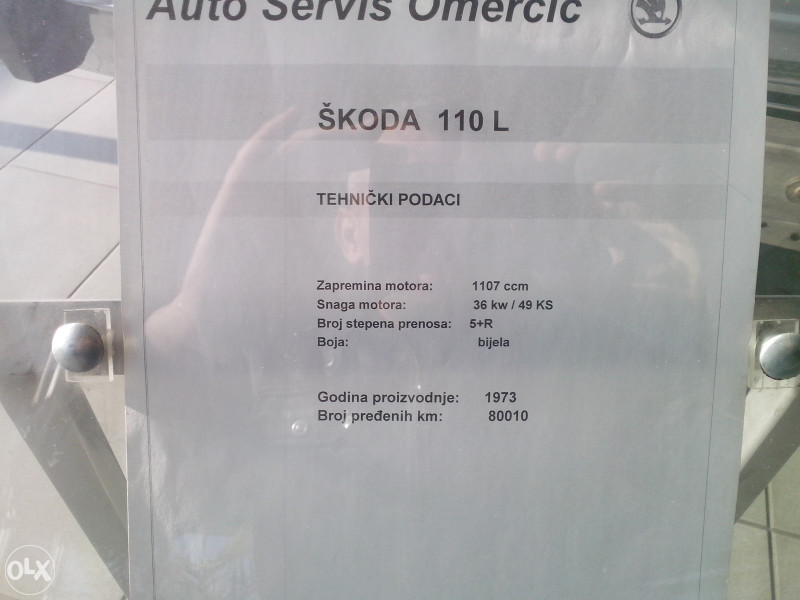 Auto Servis Omerčić
ŠKODA 110 L
TEHNIČKI PODACI
Zapremina motora: 1107 ccm
Snaga motora: 36 kw / 49 KS
Broj stepena prenosa: 5+R
Boja: bijela
Godina proizvodnje: 1973
Broj pređenih km: 80010
OLX